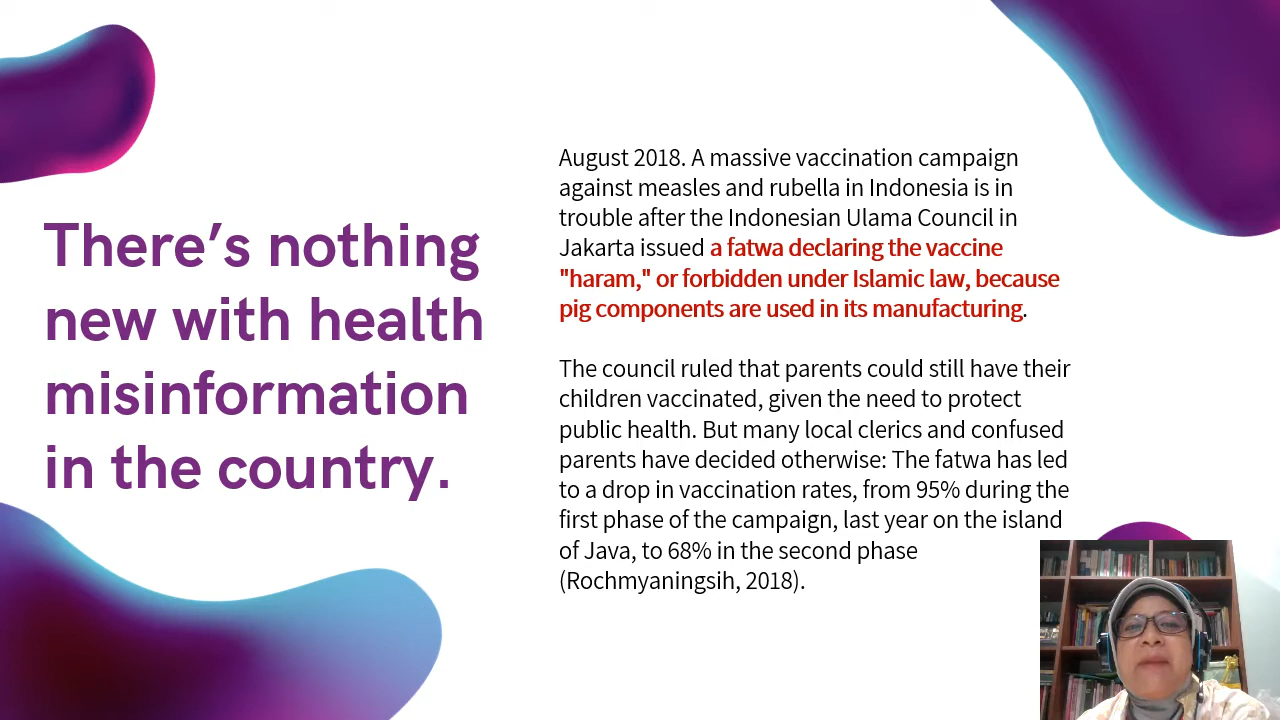 There’s nothing
new with health
misinformation
in the country.
August 2018. A massive vaccination campaign
against measles and rubella in Indonesia is in
trouble after the Indonesian Ulama Council in
Jakarta issued a fatwa declaring the vaccine
"haram," or forbidden under Islamic law, because
pig components are used in its manufacturing.
The council ruled that parents could still have their
children vaccinated, given the need to protect
public health. But many local clerics and confused
parents have decided otherwise: The fatwa has led
to a drop in vaccination rates, from 95% during the
first phase of the campaign, last year on the island
of Java, to 68% in the second phase
(Rochmyaningsih, 2018).